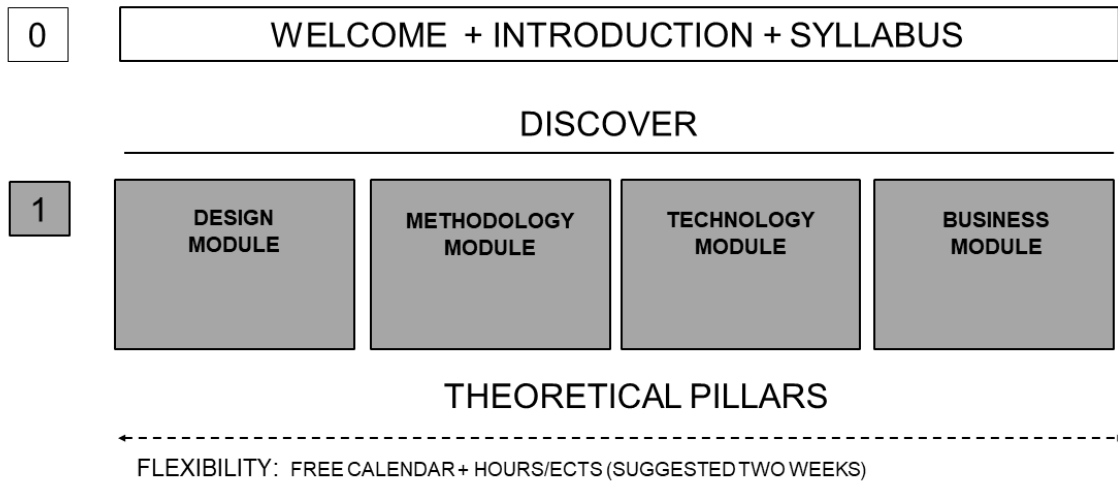 0
WELCOME + INTRODUCTION + SYLLABUS
DISCOVER
1
DESIGN
MODULE
METHODOLOGY
MODULE
TECHNOLOGY
MODULE
BUSINESS
MODULE
THEORETICAL PILLARS
FLEXIBILITY: FREE CALENDAR + HOURS/ECTS (SUGGESTED TWO WEEKS)